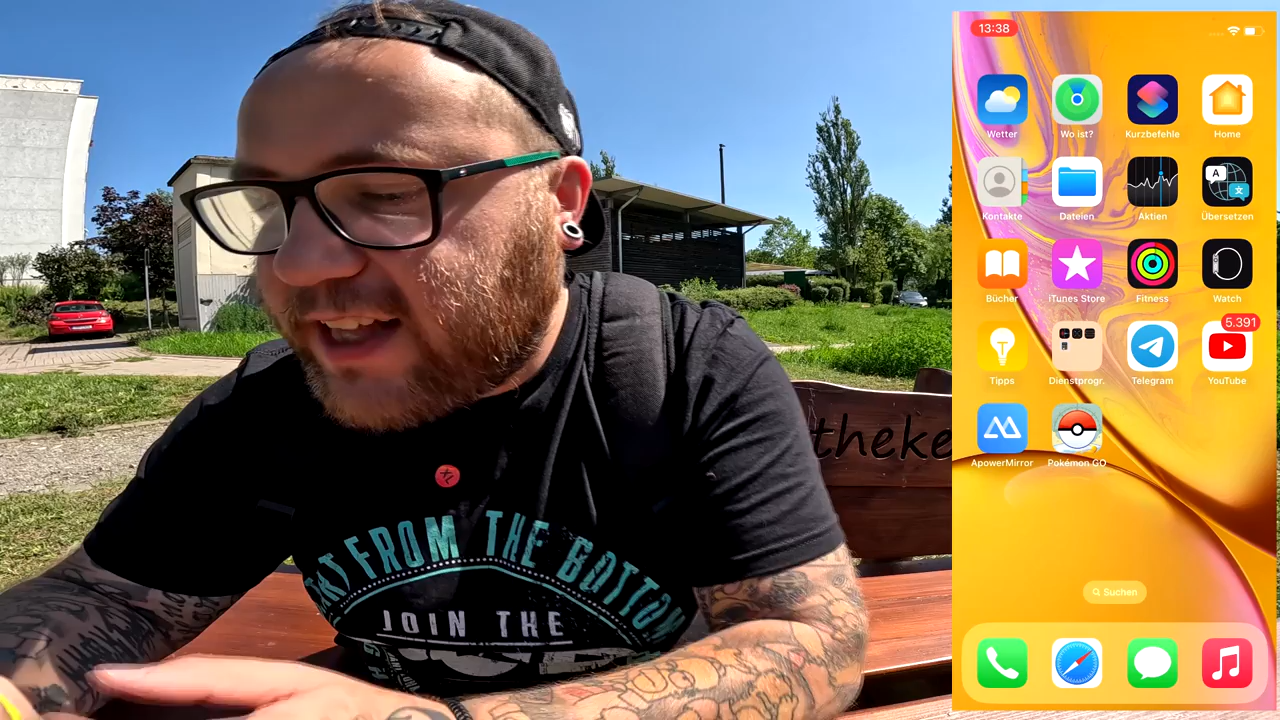 13:38
Wetter
Wo ist?
Kurzbefehle
Home
Kontakte
Dateien
Aktien
Übersetzen
Bücher
iTunes Store
Fitness
Watch
5.391
Tipps
Dienstprogr.
Telegram
YouTube
ApowerMirror
Pokémon GO
Suchen
theke
FROM THE BOTTOM
JOIN THE